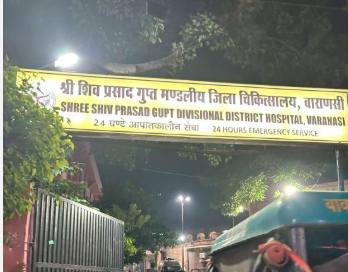 श्री शिव प्रसाद गुप्त मण्डलीय जिला चिकित्सालय, वाराणसी
SHREE SHIV PRASAD GUPT DIVISIONAL DISTRICT HOSPITAL, VARANASI
24 घण्टे आपातकालीन सेवा 24 HOURS EMERGENCY SERVICE